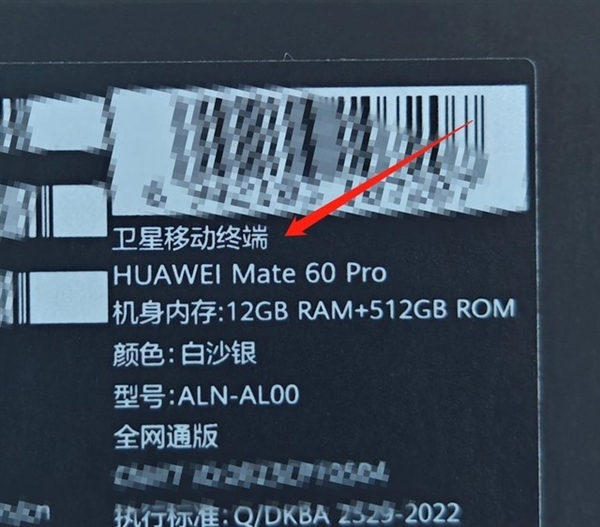 卫星移动终端
HUAWEI Mate 60 Pro
机身内存:12GB RAM+512GB ROM
颜色:白沙银
型号:ALN-AL00
全网通版
执行标准:Q/DKBA 2329-2022